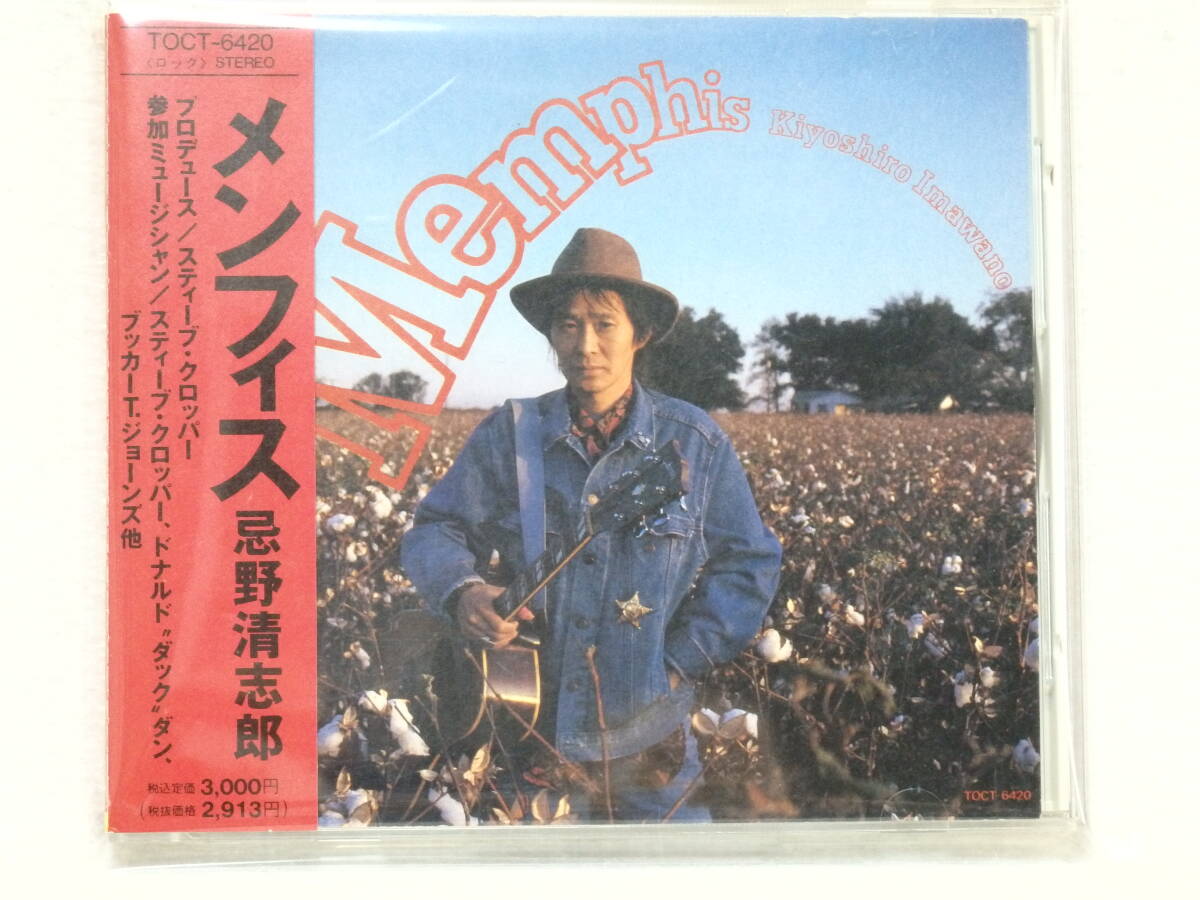 TOCT-6420
〈ロック〉 STEREO
メンフィス 忌野清志郎
プロデュース/スティーブ・クロッパー
参加ミュージシャン/スティーブ・クロッパー、ドナルド〝ダック〟ダン、
ブッカーT.ジョーンズ他
税込定価 3,000円
(税抜価格 2,913円)
Memphis Kiyoshiro Imawano
TOCT-6420